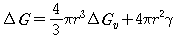 ΔG = 4/3 πr³ΔG_v + 4πr²γ